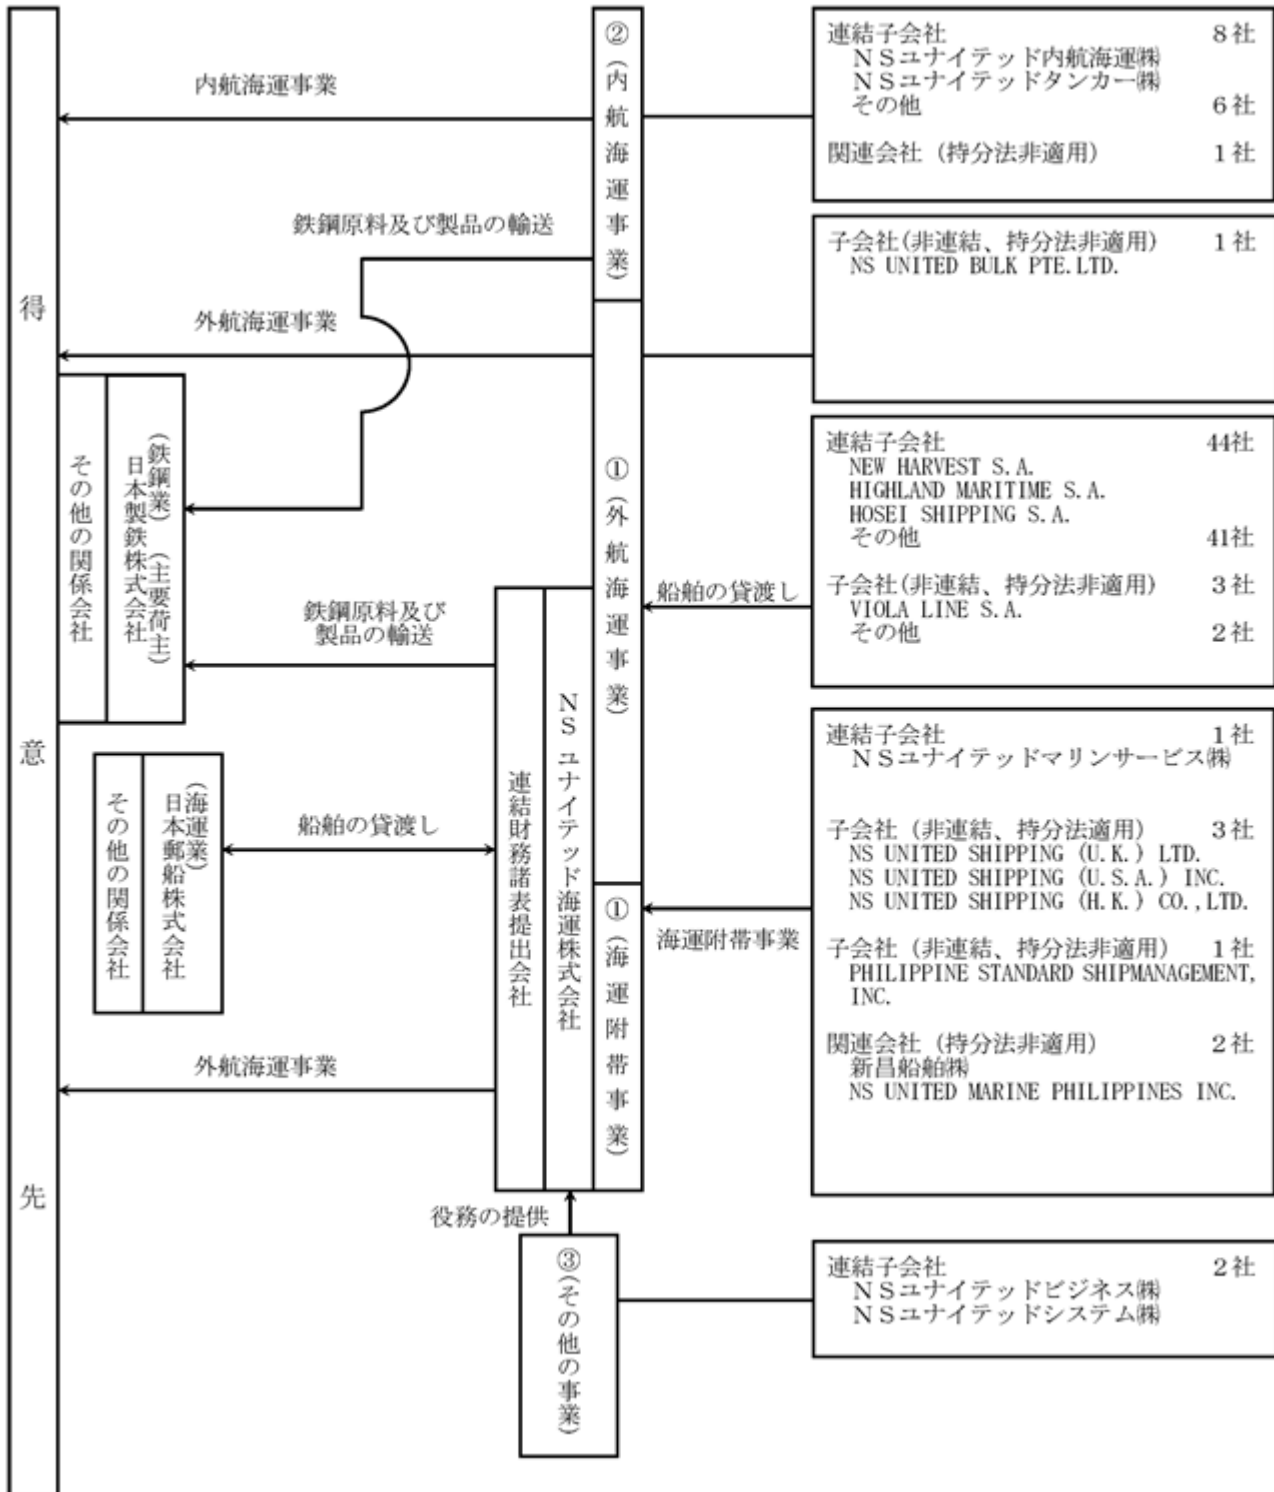 得意先
内航海運事業
鉄鋼原料及び製品の輸送
外航海運事業
(鉄鋼業)(主要荷主)
日本製鉄株式会社
その他の関係会社
鉄鋼原料及び
製品の輸送
(海運業)
日本郵船株式会社
その他の関係会社
船舶の貸渡し
外航海運事業
②(内航海運事業)
①(外航海運事業)
①(海運附帯事業)
NSユナイテッド海運株式会社
連結財務諸表提出会社
役務の提供
③(その他の事業)
船舶の貸渡し
海運附帯事業
連結子会社 8社
NSユナイテッド内航海運㈱
NSユナイテッドタンカー㈱
その他 6社
関連会社(持分法非適用) 1社
子会社(非連結、持分法非適用) 1社
NS UNITED BULK PTE.LTD.
連結子会社 44社
NEW HARVEST S.A.
HIGHLAND MARITIME S.A.
HOSEI SHIPPING S.A.
その他 41社
子会社(非連結、持分法非適用) 3社
VIOLA LINE S.A.
その他 2社
連結子会社 1社
NSユナイテッドマリンサービス㈱
子会社(非連結、持分法適用) 3社
NS UNITED SHIPPING (U.K.) LTD.
NS UNITED SHIPPING (U.S.A.) INC.
NS UNITED SHIPPING (H.K.) CO.,LTD.
子会社(非連結、持分法非適用) 1社
PHILIPPINE STANDARD SHIPMANAGEMENT,
INC.
関連会社(持分法非適用) 2社
新昌船舶㈱
NS UNITED MARINE PHILIPPINES INC.
連結子会社 2社
NSユナイテッドビジネス㈱
NSユナイテッドシステム㈱